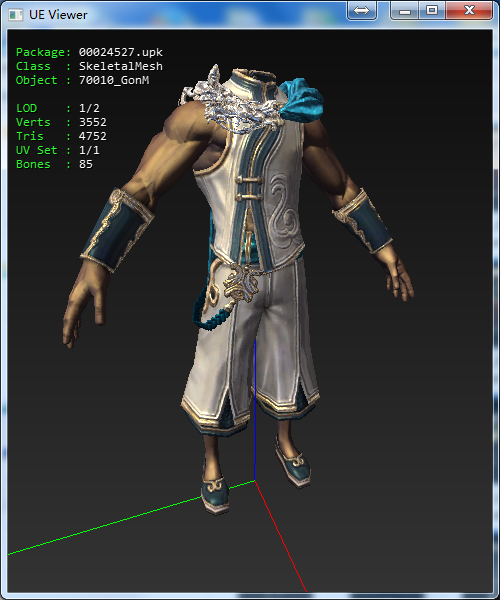 UE Viewer
Package: 00024527.upk
Class : SkeletalMesh
Object : 70010_GonM
LOD : 1/2
Verts : 3552
Tris : 4752
UV Set : 1/1
Bones : 85